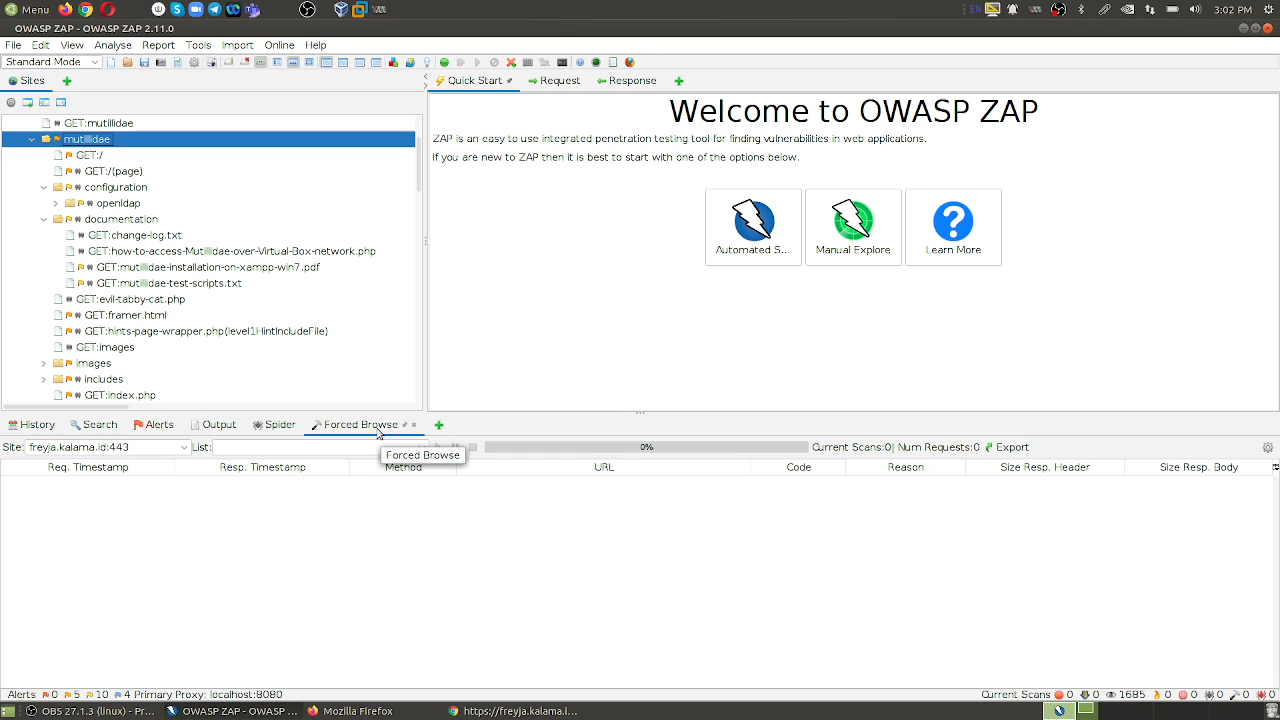 Menu
EN
3:02 PM
OWASP ZAP - OWASP ZAP 2.11.0
File Edit View Analyse Report Tools Import Online Help
Standard Mode
Sites
Quick Start Request Response
GET:mutillidae
mutillidae
GET:/
GET:/(page)
configuration
openldap
documentation
GET:change-log.txt
GET:how-to-access-Mutillidae-over-Virtual-Box-network.php
GET:mutillidae-installation-on-xampp-win7.pdf
GET:mutillidae-test-scripts.txt
GET:evil-tabby-cat.php
GET:framer.html
GET:hints-page-wrapper.php(level1HintIncludeFile)
GET:images
images
includes
GET:index.php
Welcome to OWASP ZAP
ZAP is an easy to use integrated penetration testing tool for finding vulnerabilities in web applications.
If you are new to ZAP then it is best to start with one of the options below.
Automated S... Manual Explore Learn More
History Search Alerts Output Spider Forced Browse
Site: freyja.kalama.id:443 List: 0% Current Scans:0 Num Requests:0 Export
Forced Browse
Req. Timestamp Resp. Timestamp Method URL Code Reason Size Resp. Header Size Resp. Body
Alerts 0 5 10 4 Primary Proxy: localhost:8080 Current Scans 0 0 1685 0 0 0 0 0
OBS 27.1.3 (linux) - Pr... OWASP ZAP - OWASP ... Mozilla Firefox https://freyja.kalama.i...